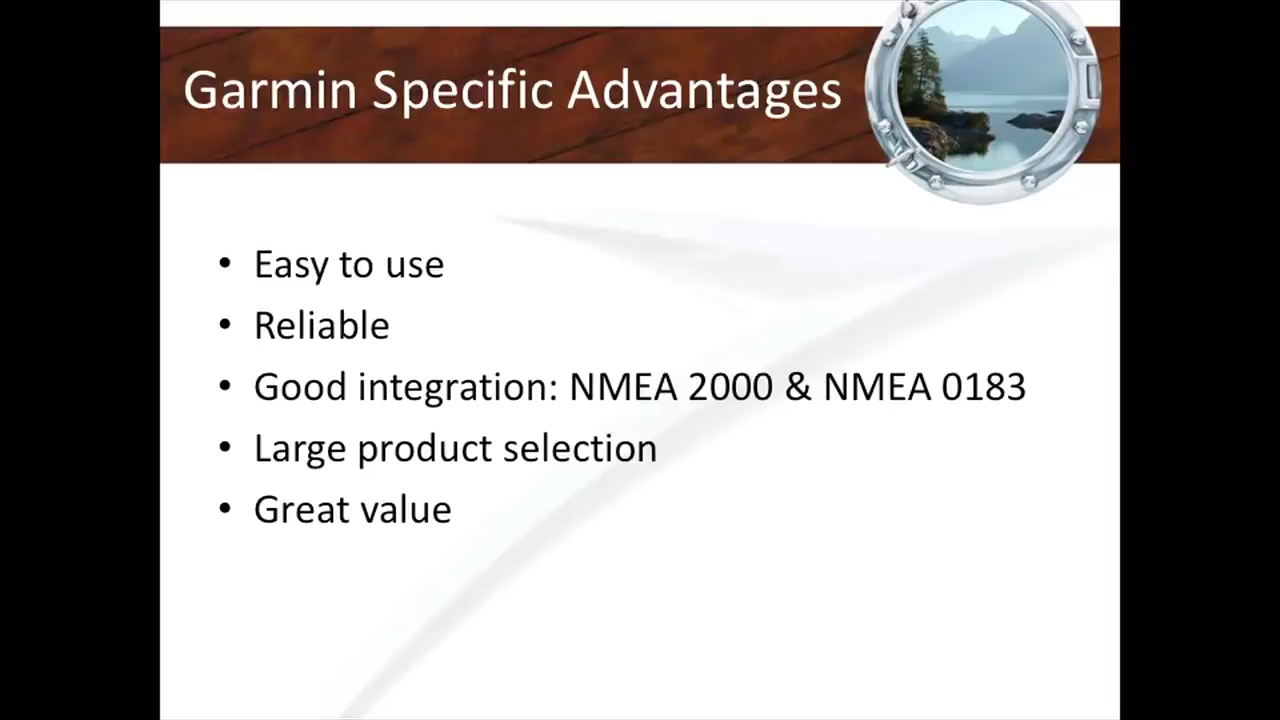 Garmin Specific Advantages
• Easy to use
• Reliable
• Good integration: NMEA 2000 & NMEA 0183
• Large product selection
• Great value